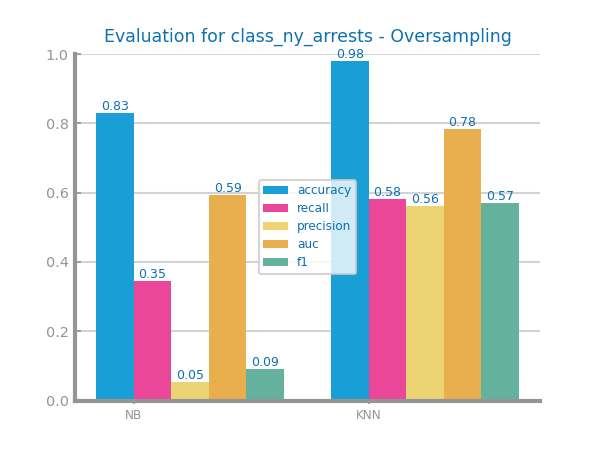 Evaluation for class_ny_arrests - Oversampling
1.0
0.8
0.6
0.4
0.2
0.0
0.83
0.35
0.05
0.59
0.09
0.98
0.58
0.56
0.78
0.57
accuracy
recall
precision
auc
f1
NB
KNN